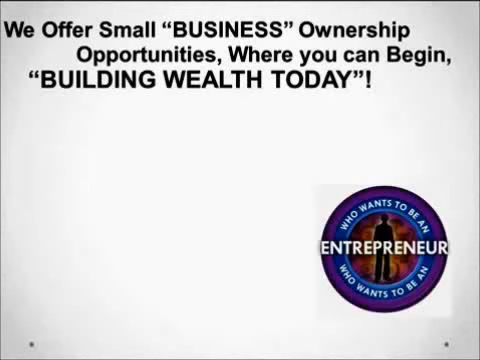 We Offer Small “BUSINESS” Ownership
Opportunities, Where you can Begin,
“BUILDING WEALTH TODAY”!
WHO WANTS TO BE AN
ENTREPRENEUR
WHO WANTS TO BE AN